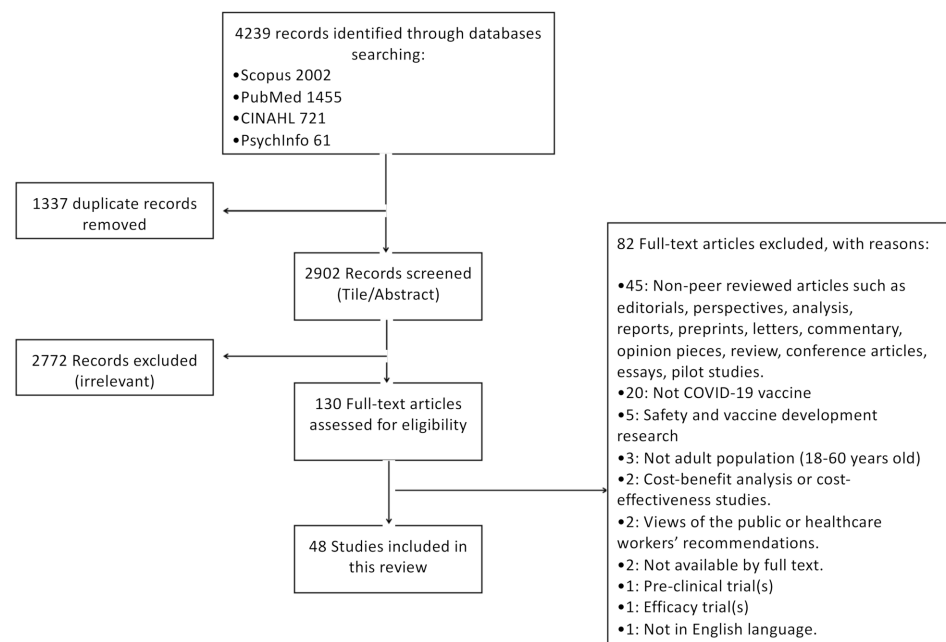 4239 records identified through databases
searching:
•Scopus 2002
•PubMed 1455
•CINAHL 721
•PsychInfo 61
1337 duplicate records
removed
2902 Records screened
(Tile/Abstract)
2772 Records excluded
(irrelevant)
130 Full-text articles
assessed for eligibility
82 Full-text articles excluded, with reasons:
•45: Non-peer reviewed articles such as
editorials, perspectives, analysis,
reports, preprints, letters, commentary,
opinion pieces, review, conference articles,
essays, pilot studies.
•20: Not COVID-19 vaccine
•5: Safety and vaccine development
research
•3: Not adult population (18-60 years old)
•2: Cost-benefit analysis or cost-
effectiveness studies.
•2: Views of the public or healthcare
workers’ recommendations.
•2: Not available by full text.
•1: Pre-clinical trial(s)
•1: Efficacy trial(s)
•1: Not in English language.
48 Studies included in
this review